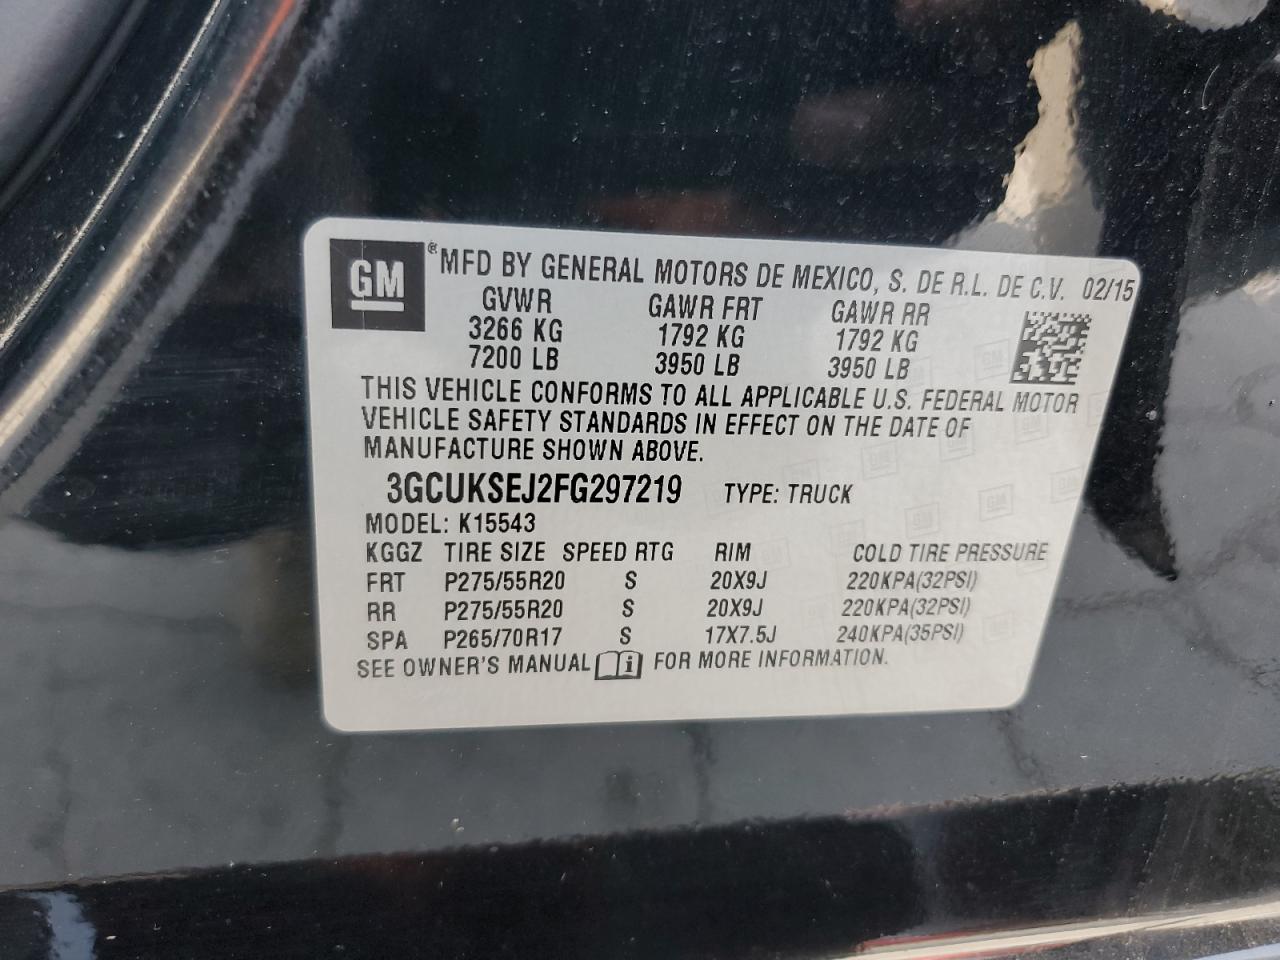 GM ® MFD BY GENERAL MOTORS DE MEXICO, S. DE R.L. DE C.V. 02/15
GVWR GAWR FRT GAWR RR
3266 KG 1792 KG 1792 KG
7200 LB 3950 LB 3950 LB
THIS VEHICLE CONFORMS TO ALL APPLICABLE U.S. FEDERAL MOTOR
VEHICLE SAFETY STANDARDS IN EFFECT ON THE DATE OF
MANUFACTURE SHOWN ABOVE.
3GCUKSEJ2FG297219 TYPE: TRUCK
MODEL: K15543
KGGZ TIRE SIZE SPEED RTG RIM COLD TIRE PRESSURE
FRT P275/55R20 S 20X9J 220KPA(32PSI)
RR P275/55R20 S 20X9J 220KPA(32PSI)
SPA P265/70R17 S 17X7.5J 240KPA(35PSI)
SEE OWNER'S MANUAL i FOR MORE INFORMATION.